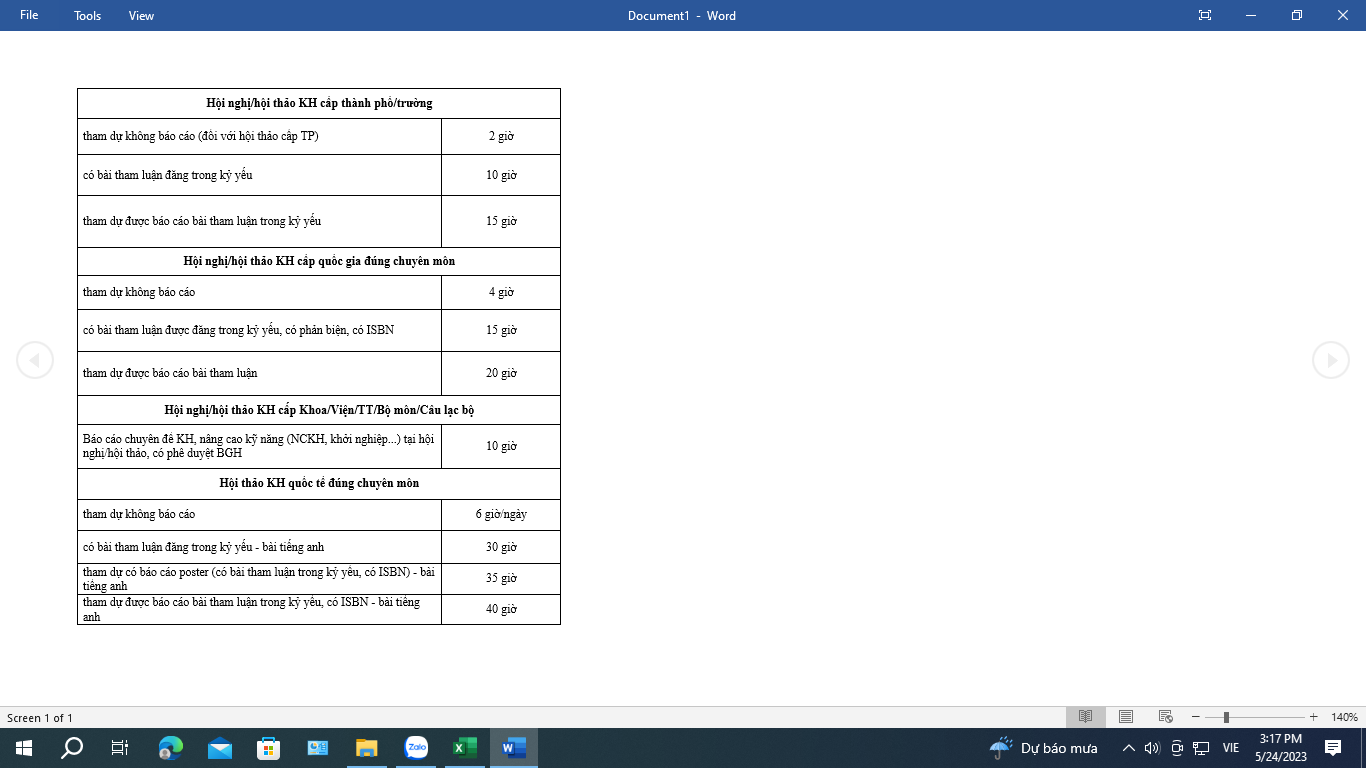 File Tools View Document1 - Word
Hội nghị/hội thảo KH cấp thành phố/trường
tham dự không báo cáo (đối với hội thảo cấp TP) 2 giờ
có bài tham luận đăng trong kỷ yếu 10 giờ
tham dự được báo cáo bài tham luận trong kỷ yếu 15 giờ
Hội nghị/hội thảo KH cấp quốc gia đúng chuyên môn
tham dự không báo cáo 4 giờ
có bài tham luận được đăng trong kỷ yếu, có phản biện, có ISBN 15 giờ
tham dự được báo cáo bài tham luận 20 giờ
Hội nghị/hội thảo KH cấp Khoa/Viện/TT/Bộ môn/Câu lạc bộ
Báo cáo chuyên đề KH, nâng cao kỹ năng (NCKH, khởi nghiệp...) tại hội
nghị/hội thảo, có phê duyệt BGH 10 giờ
Hội thảo KH quốc tế đúng chuyên môn
tham dự không báo cáo 6 giờ/ngày
có bài tham luận đăng trong kỷ yếu - bài tiếng anh 30 giờ
tham dự có báo cáo poster (có bài tham luận trong kỷ yếu, có ISBN) - bài
tiếng anh 35 giờ
tham dự được báo cáo bài tham luận trong kỷ yếu, có ISBN - bài tiếng
anh 40 giờ
Screen 1 of 1 140%
Zalo Dự báo mưa VIE 3:17 PM
5/24/2023